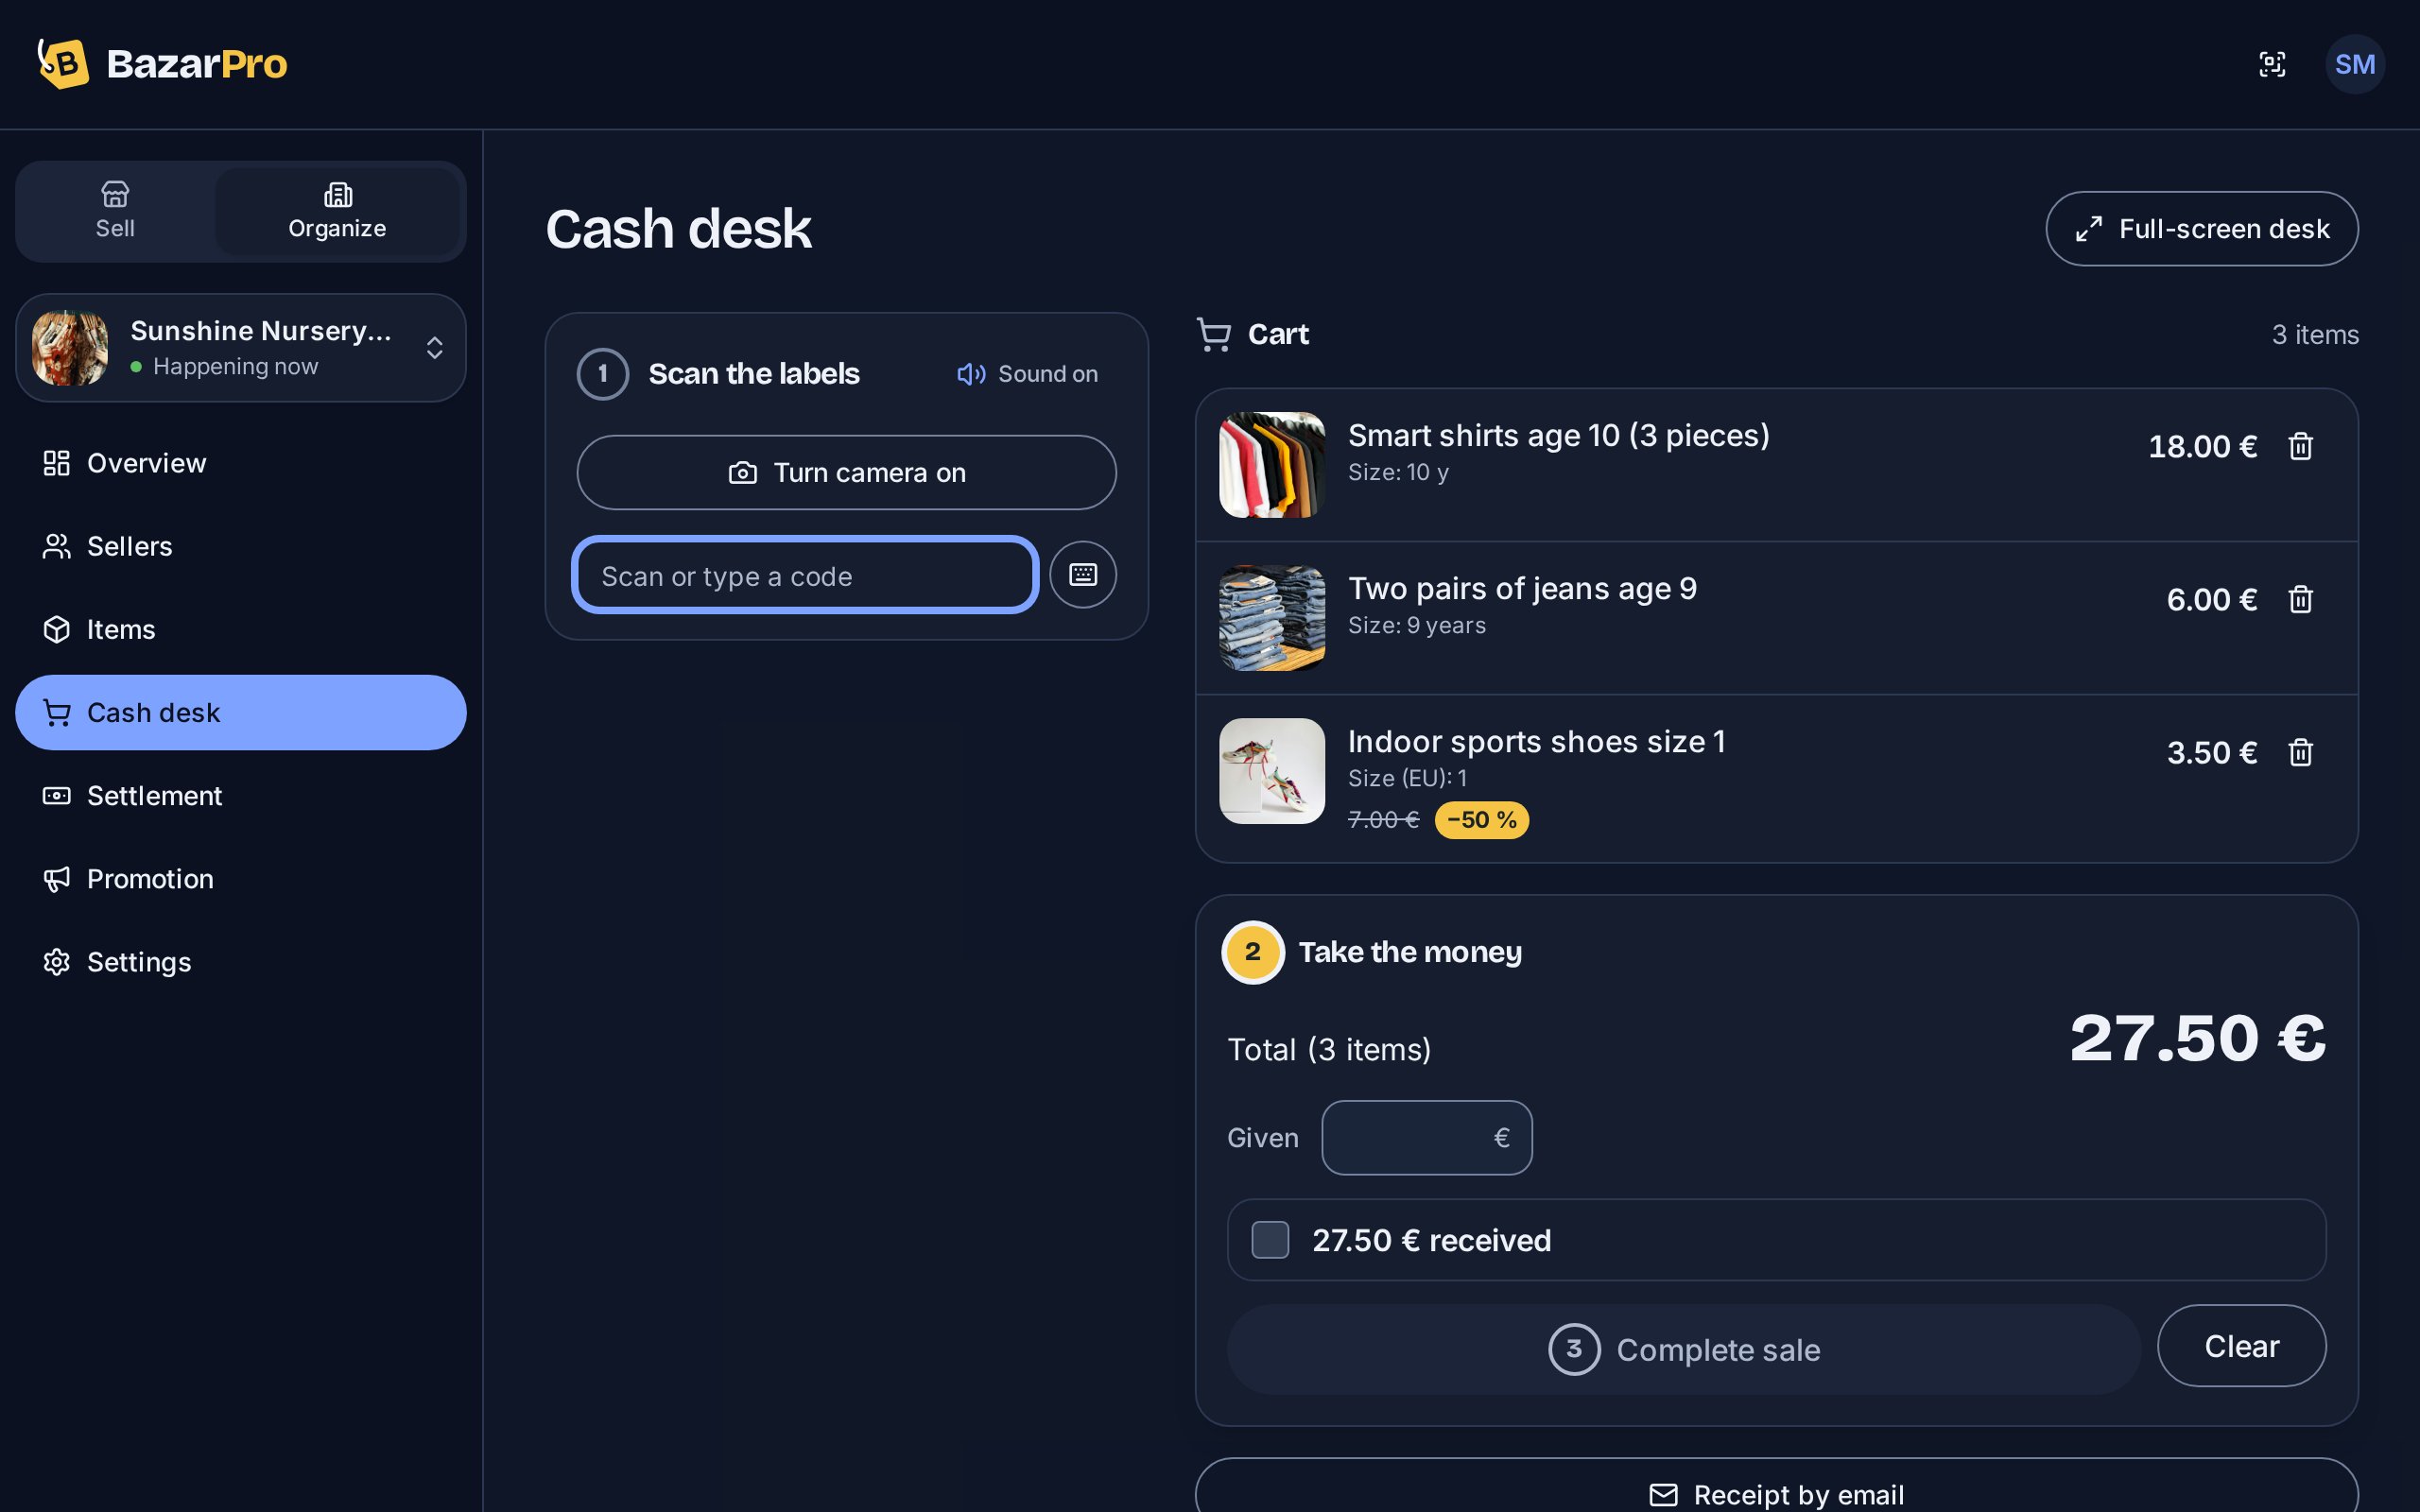 B BazarPro
SM
Sell
Organize
Sunshine Nursery...
Happening now
Overview
Sellers
Items
Cash desk
Settlement
Promotion
Settings
Cash desk
Full-screen desk
1 Scan the labels
Sound on
Turn camera on
Scan or type a code
Cart
3 items
Smart shirts age 10 (3 pieces)
Size: 10 y
18.00 €
Two pairs of jeans age 9
Size: 9 years
6.00 €
Indoor sports shoes size 1
Size (EU): 1
7.00 € −50 %
3.50 €
2 Take the money
Total (3 items)
27.50 €
Given
€
27.50 € received
3 Complete sale
Clear
Receipt by email